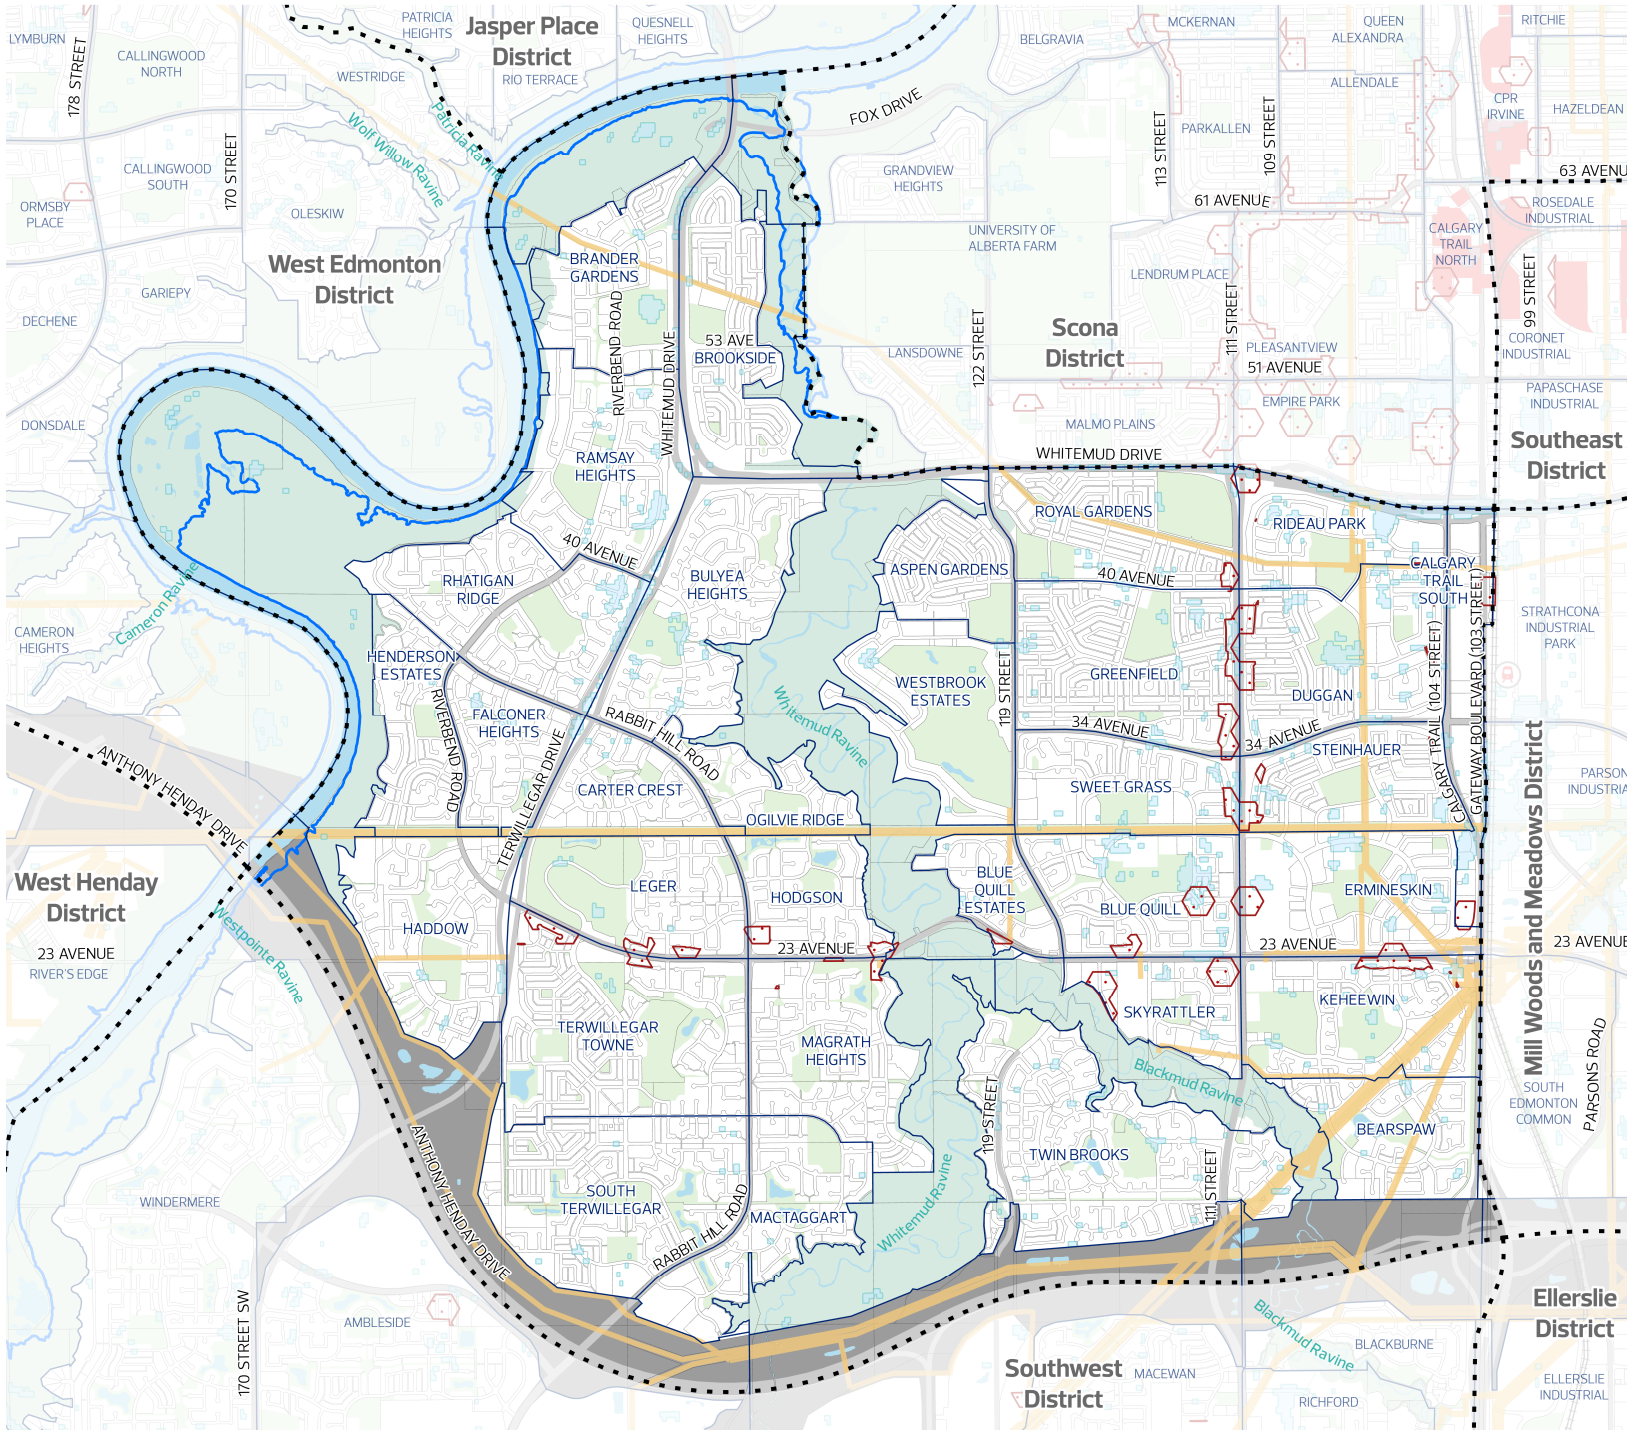 Jasper Place
District
PATRICIA
HEIGHTS
QUESNELL
HEIGHTS
RIO TERRACE
WESTRIDGE
LYMBURN
178 STREET
CALLINGWOOD
NORTH
CALLINGWOOD
SOUTH
170 STREET
ORMSBY
PLACE
OLESKIW
Wolf Willow Ravine
Patricia Ravine
West Edmonton
District
GARIEPY
DECHENE
DONSDALE
BELGRAVIA
MCKERNAN
QUEEN
ALEXANDRA
RITCHIE
ALLENDALE
CPR
IRVINE
HAZELDEAN
FOX DRIVE
113 STREET
PARKALLEN
109 STREET
GRANDVIEW
HEIGHTS
63 AVENU
61 AVENUE
ROSEDALE
INDUSTRIAL
UNIVERSITY OF
ALBERTA FARM
CALGARY
TRAIL
NORTH
LENDRUM PLACE
99 STREET
111 STREET
122 STREET
Scona
District
LANSDOWNE
PLEASANTVIEW
51 AVENUE
CORONET
INDUSTRIAL
PAPASCHASE
INDUSTRIAL
EMPIRE PARK
MALMO PLAINS
Southeast
District
WHITEMUD DRIVE
BRANDER
GARDENS
RIVERBEND ROAD
WHITEMUD DRIVE
53 AVE
BROOKSIDE
RAMSAY
HEIGHTS
ROYAL GARDENS
RIDEAU PARK
40 AVENUE
RHATIGAN
RIDGE
BULYEA
HEIGHTS
ASPEN GARDENS
40 AVENUE
CALGARY
TRAIL
SOUTH
Cameron Ravine
CAMERON
HEIGHTS
STRATHCONA
INDUSTRIAL
PARK
HENDERSON
ESTATES
WESTBROOK
ESTATES
119 STREET
GREENFIELD
DUGGAN
CALGARY TRAIL (104 STREET)
GATEWAY BOULEVARD (103 STREET)
RIVERBEND ROAD
FALCONER
HEIGHTS
RABBIT HILL ROAD
Whitemud Ravine
34 AVENUE
34 AVENUE
STEINHAUER
ANTHONY HENDAY DRIVE
TERWILLEGAR DRIVE
CARTER CREST
SWEET GRASS
CALGARY TRAIL
PARSON
INDUSTRIA
OGILVIE RIDGE
Mill Woods and Meadows District
West Henday
District
LEGER
HODGSON
BLUE
QUILL
ESTATES
BLUE QUILL
ERMINESKIN
HADDOW
23 AVENUE
RIVER'S EDGE
Westpointe Ravine
23 AVENUE
23 AVENUE
23 AVENUE
SKYRATTLER
KEHEEWIN
TERWILLEGAR
TOWNE
MAGRATH
HEIGHTS
Blackmud Ravine
119 STREET
SOUTH
EDMONTON
COMMON
PARSONS ROAD
BEARSPAW
TWIN BROOKS
111 STREET
ANTHONY HENDAY DRIVE
SOUTH
TERWILLEGAR
RABBIT HILL ROAD
MACTAGGART
Whitemud Ravine
WINDERMERE
170 STREET SW
AMBLESIDE
Ellerslie
District
Blackmud Ravine
BLACKBURNE
Southwest
District
MACEWAN
RICHFORD
ELLERSLIE
INDUSTRIAL